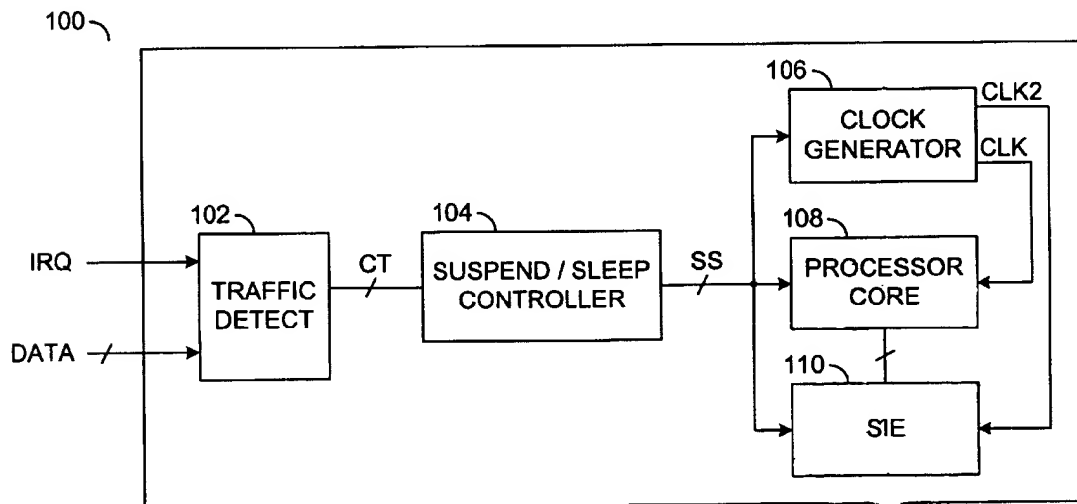 100
106
CLK2
CLOCK
GENERATOR
CLK
102
104
108
IRQ
CT
SUSPEND / SLEEP
CONTROLLER
SS
PROCESSOR
CORE
TRAFFIC
DETECT
DATA
110
SIE